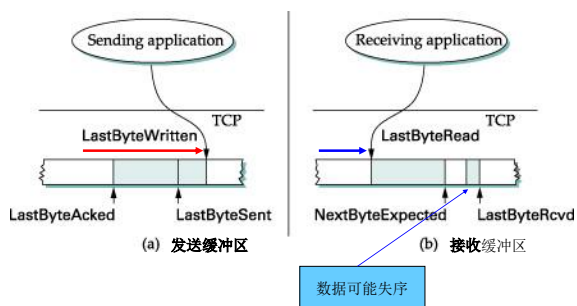 Sending application
Receiving application
TCP
TCP
LastByteWritten
LastByteRead
LastByteAcked
LastByteSent
NextByteExpected
LastByteRcvd
(a) 发送缓冲区
(b) 接收缓冲区
数据可能失序